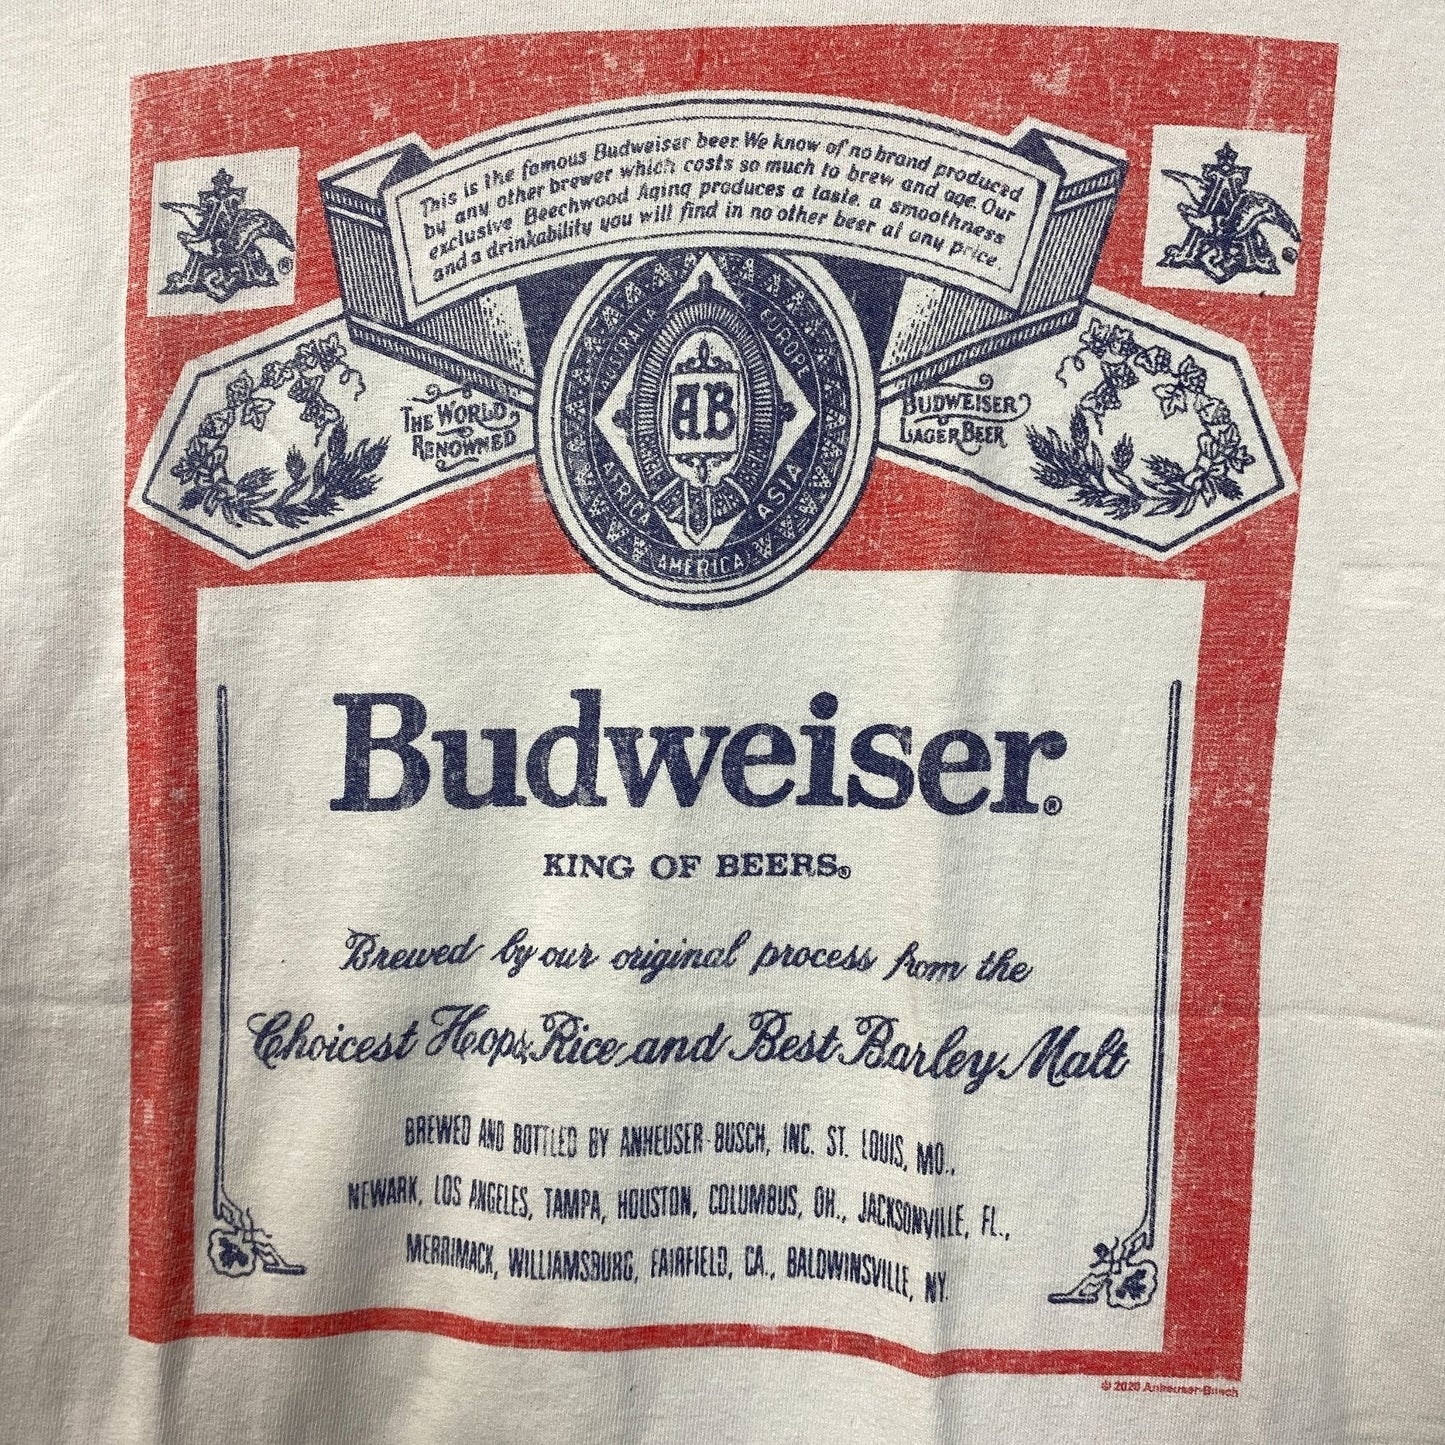 This is the famous Budweiser beer. We know of no brand produced
by any other brewer which costs so much to brew and age. Our
exclusive Beechwood Aging produces a taste, a smoothness
and a drinkability you will find in no other beer at any price.
®
AUSTRALIA
EUROPE
AB
AFRICA
ASIA
AMERICA
THE WORLD
RENOWNED
BUDWEISER
LAGER BEER
Budweiser®
KING OF BEERS®
Brewed by our original process from the
Choicest Hops, Rice and Best Barley Malt
BREWED AND BOTTLED BY ANHEUSER-BUSCH, INC. ST. LOUIS, MO.,
NEWARK, LOS ANGELES, TAMPA, HOUSTON, COLUMBUS, OH., JACKSONVILLE, FL.,
MERRIMACK, WILLIAMSBURG, FAIRFIELD, CA., BALDWINSVILLE, NY.
© 2020 Anheuser-Busch